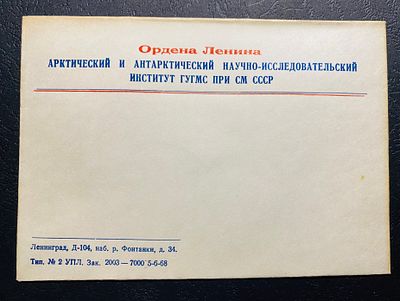 Ордена Ленина
АРКТИЧЕСКИЙ И АНТАРКТИЧЕСКИЙ НАУЧНО-ИССЛЕДОВАТЕЛЬСКИЙ
ИНСТИТУТ ГУГМС ПРИ СМ СССР
Ленинград, Д-104, наб. р. Фонтанки, д. 34.
Тип. № 2 УПЛ. Зак. 2003—7000 5-6-68